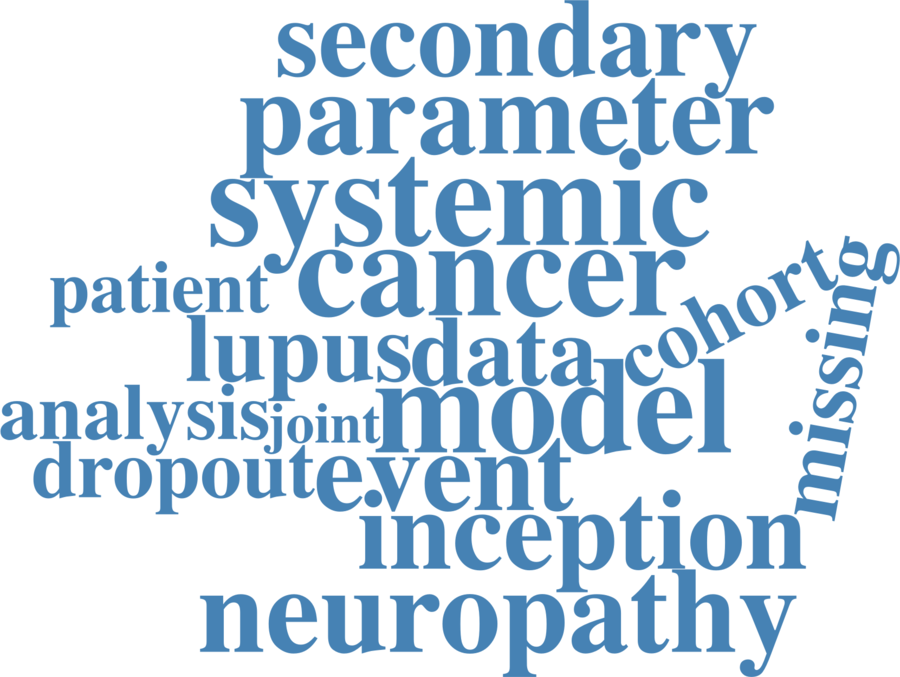 secondary
parameter
systemic
cancer
patient
cohort
missing
lupus
data
model
analysis
joint
dropout
event
inception
neuropathy